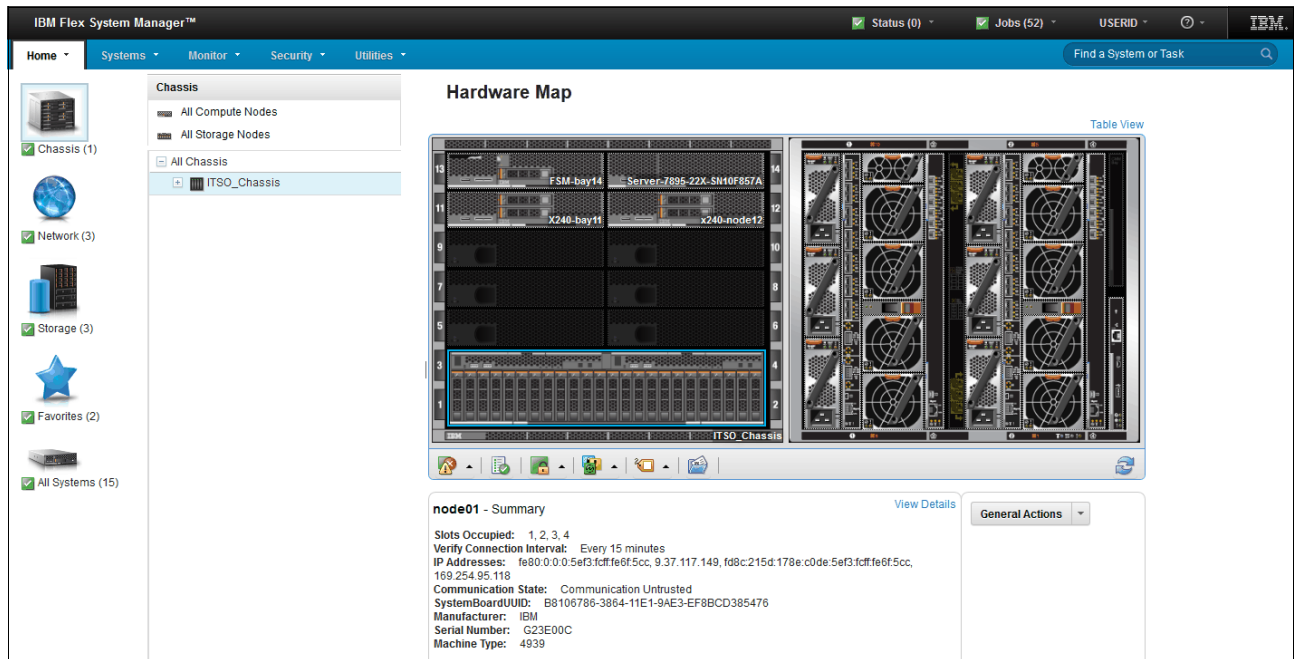 IBM Flex System Manager™
Status (0)
Jobs (52)
USERID
?
IBM.
Home
Systems
Monitor
Security
Utilities
Find a System or Task
Chassis (1)
Network (3)
Storage (3)
Favorites (2)
All Systems (15)
Chassis
All Compute Nodes
All Storage Nodes
All Chassis
ITSO_Chassis
Hardware Map
Table View
13
FSM-bay14
Server-7895-22X-SN10F857A
14
11
X240-bay11
x240-node12
12
9
10
7
8
5
6
3
4
1
2
IBM
ITSO_Chassis
node01 - Summary
View Details
Slots Occupied: 1, 2, 3, 4
Verify Connection Interval: Every 15 minutes
IP Addresses: fe80:0:0:0:5ef3:fcff:fe6f:5cc, 9.37.117.149, fd8c:215d:178e:c0de:5ef3:fcff:fe6f:5cc,
169.254.95.118
Communication State: Communication Untrusted
SystemBoardUUID: B8106786-3864-11E1-9AE3-EF8BCD385476
Manufacturer: IBM
Serial Number: G23E00C
Machine Type: 4939
General Actions